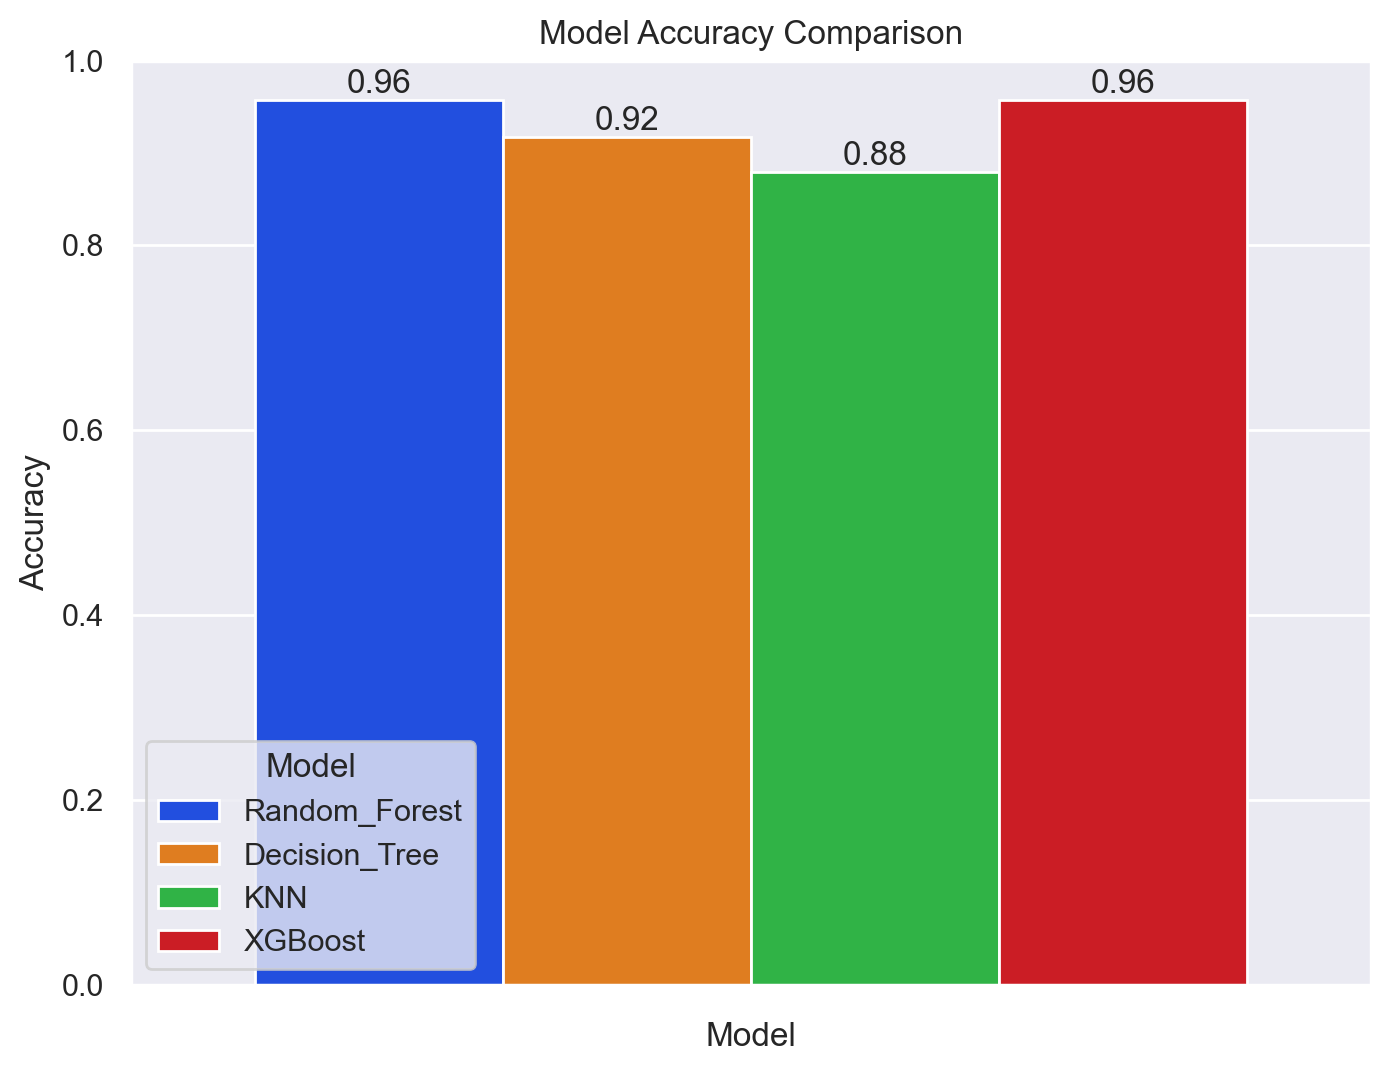 Model Accuracy Comparison
1.0
0.8
0.6
0.4
0.2
0.0
Accuracy
0.96
0.92
0.88
0.96
Model
Random_Forest
Decision_Tree
KNN
XGBoost
Model